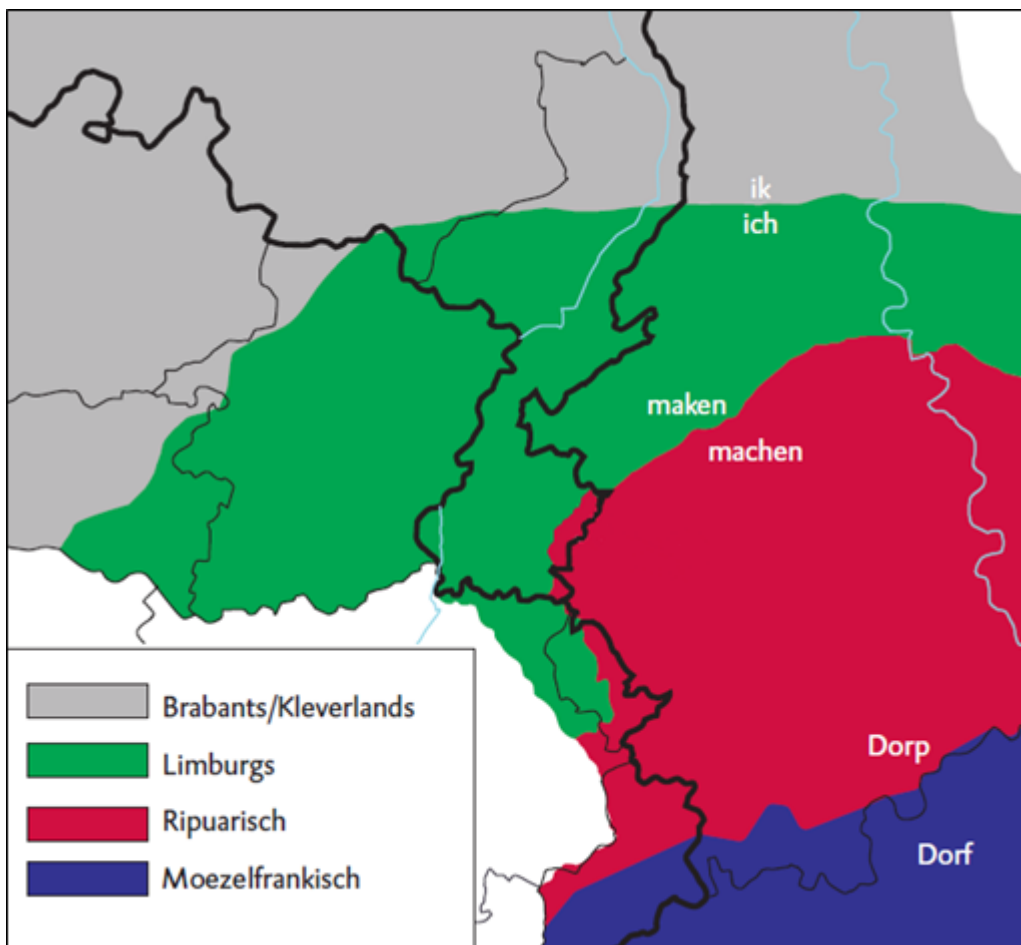 ik
ich
maken
machen
Dorp
Dorf
Brabants/Kleverlands
Limburgs
Ripuarisch
Moezelfrankisch